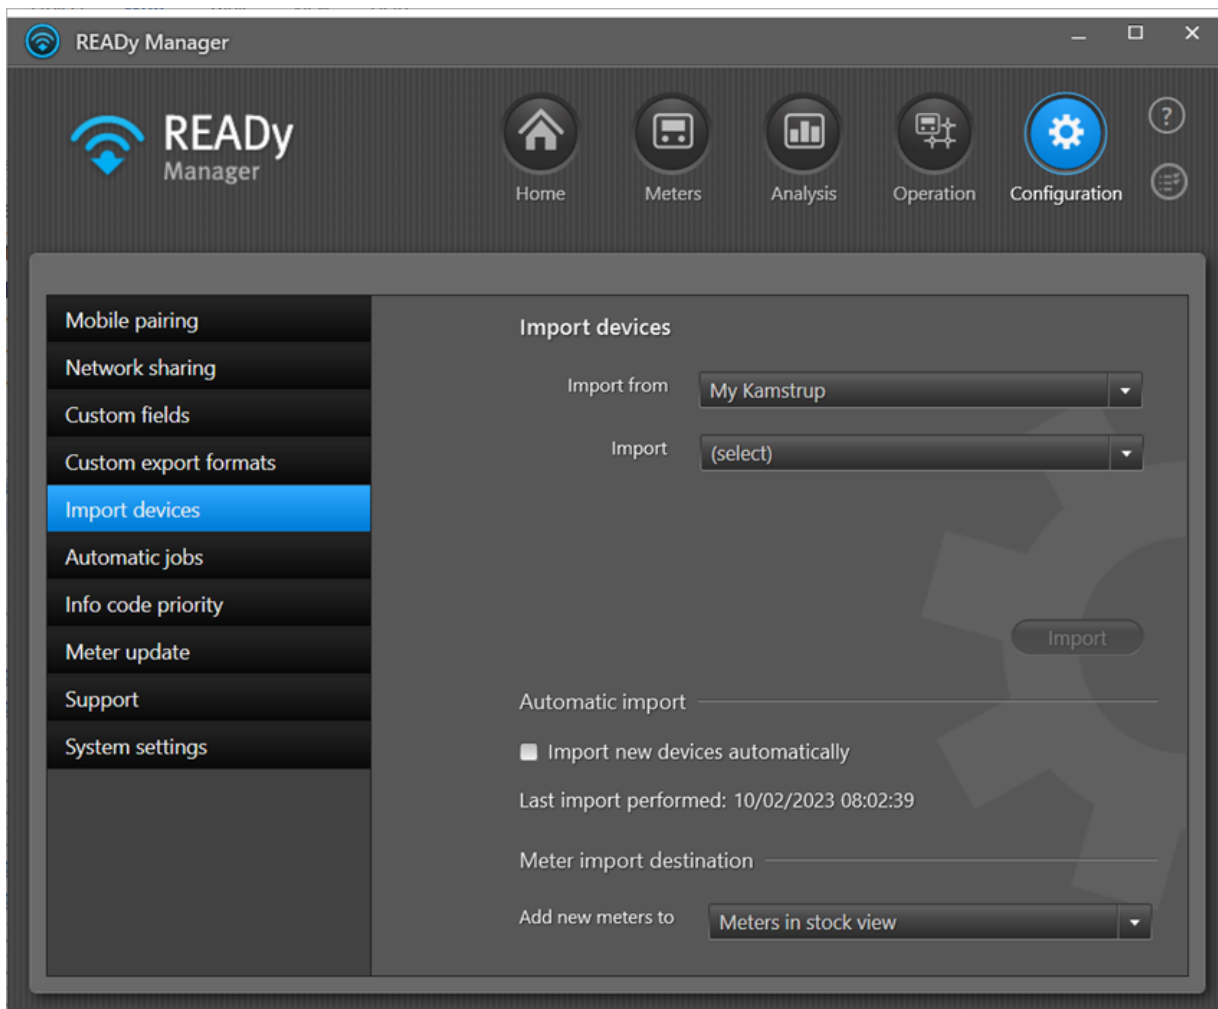 READy Manager
READy
Manager
Home
Meters
Analysis
Operation
Configuration
?
Mobile pairing
Network sharing
Custom fields
Custom export formats
Import devices
Automatic jobs
Info code priority
Meter update
Support
System settings
Import devices
Import from My Kamstrup
Import (select)
Import
Automatic import
Import new devices automatically
Last import performed: 10/02/2023 08:02:39
Meter import destination
Add new meters to Meters in stock view